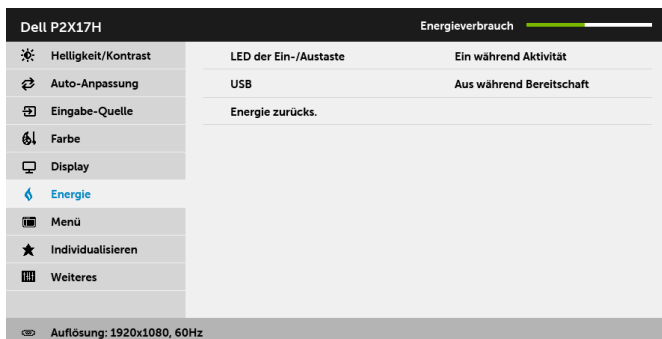 Dell P2X17H
Energieverbrauch
Helligkeit/Kontrast
LED der Ein-/Austaste
Ein während Aktivität
Auto-Anpassung
USB
Aus während Bereitschaft
Eingabe-Quelle
Energie zurücks.
Farbe
Display
Energie
Menü
Individualisieren
Weiteres
Auflösung: 1920x1080, 60Hz